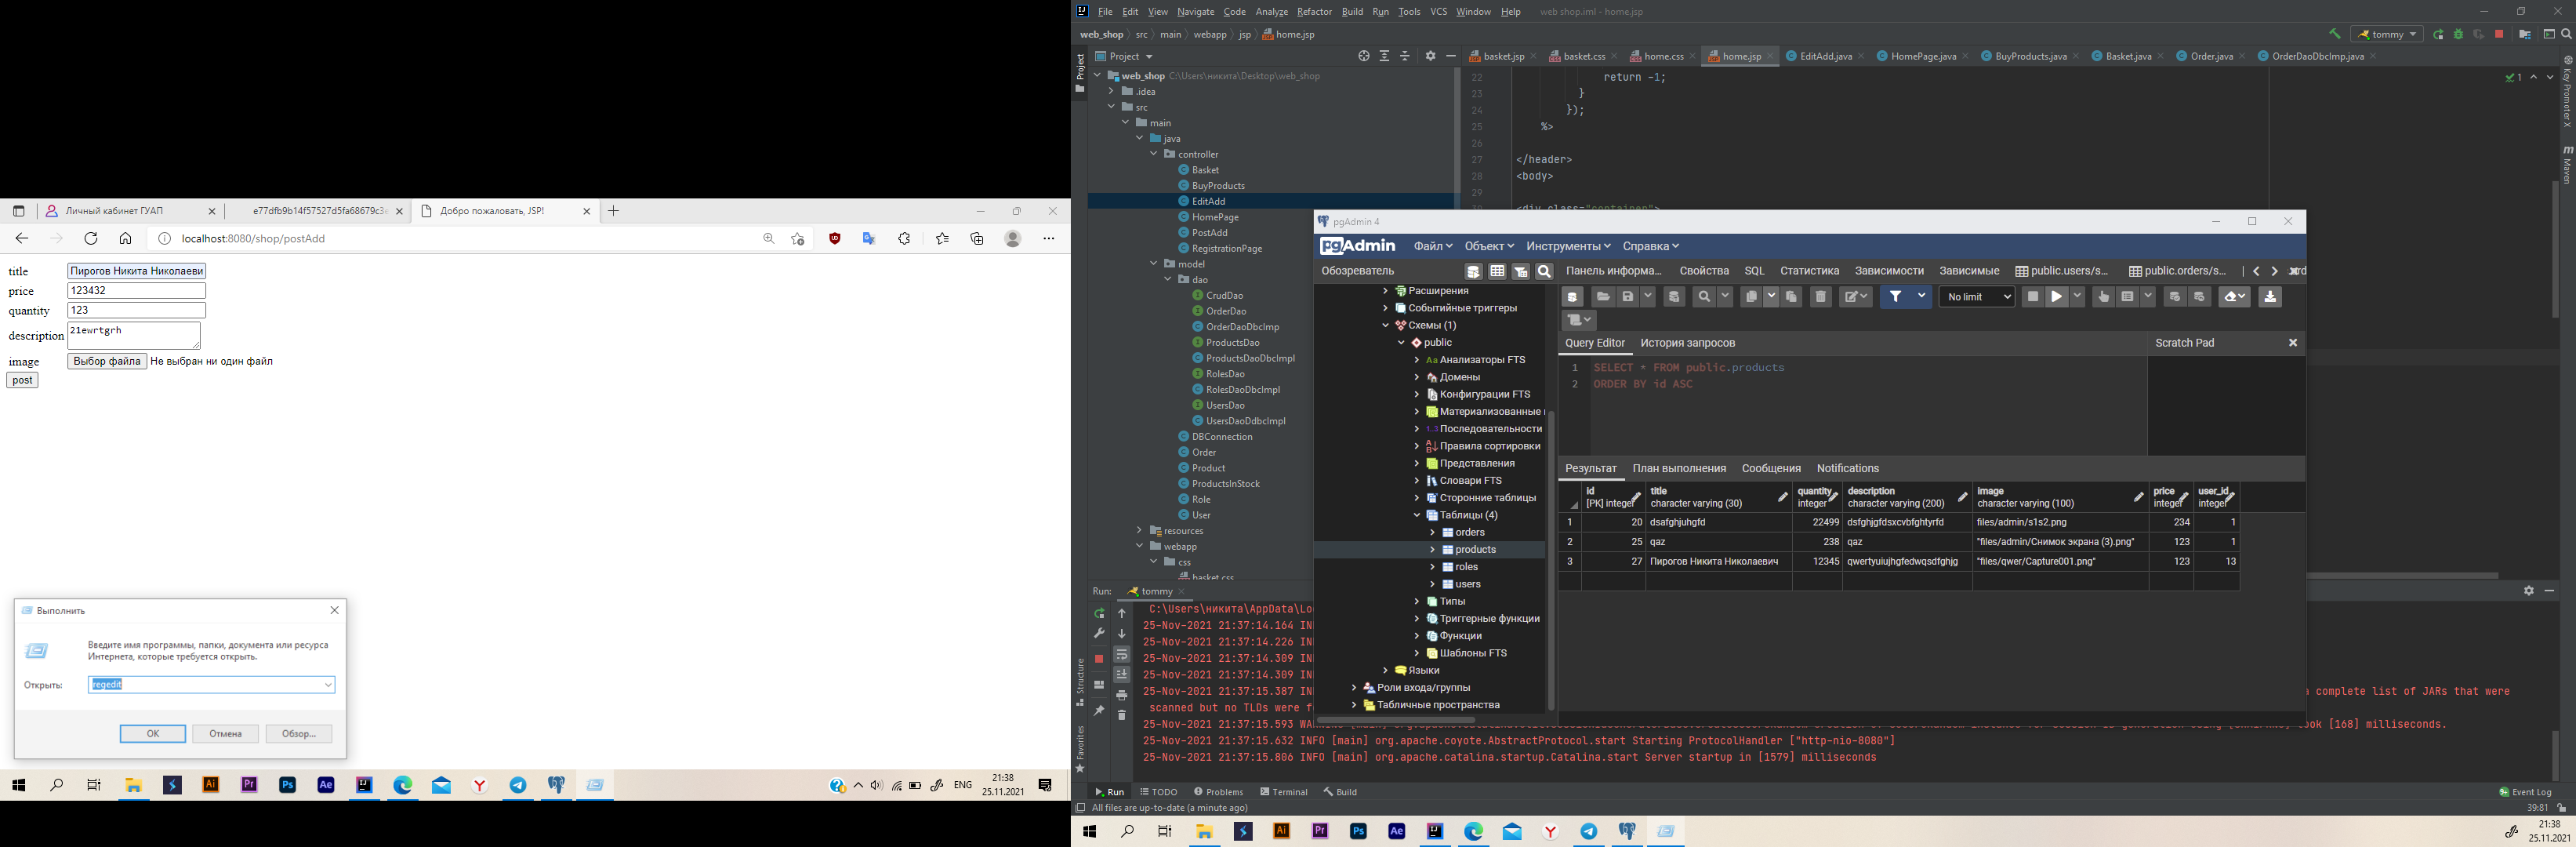 Личный кабинет ГУАП
e77dfb9b14f57527d5fa68679c3
Добро пожаловать, JSP!
localhost:8080/shop/postAdd
title Пирогов Никита Николаеви
price 123432
quantity 123
description 21ewrtgrh
image Выбор файла Не выбран ни один файл
post
Выполнить
Введите имя программы, папки, документа или ресурса
Интернета, которые требуется открыть.
Открыть: regedit
OK Отмена Обзор...
ENG 21:38
25.11.2021
File Edit View Navigate Code Analyze Refactor Build Run Tools VCS Window Help web shop.iml - home.jsp
web_shop src main webapp jsp home.jsp
tommy
Project
basket.jsp basket.css home.css home.jsp EditAdd.java HomePage.java BuyProducts.java Basket.java Order.java OrderDaoDbcImp.java
web_shop C:\Users\никита\Desktop\web_shop
.idea
src
main
java
controller
Basket
BuyProducts
EditAdd
HomePage
PostAdd
RegistrationPage
model
dao
CrudDao
OrderDao
OrderDaoDbcImp
ProductsDao
ProductsDaoDbcImpl
RolesDao
RolesDaoDbcImpl
UsersDao
UsersDaoDdbcImpl
DBConnection
Order
Product
ProductsInStock
Role
User
resources
webapp
css
basket.css
22 return -1;
23 }
24 });
25 %>
26
27 </header>
28 <body>
29
<div class="container">
1
Key Promoter X
Maven
Project
Structure
Favorites
pgAdmin 4
pgAdmin Файл Объект Инструменты Справка
Обозреватель
Панель информа... Свойства SQL Статистика Зависимости Зависимые public.users/s... public.orders/s...
Расширения
Событийные триггеры
Схемы (1)
public
Анализаторы FTS
Домены
Конфигурации FTS
Материализованные
Последовательности
Правила сортировки
Представления
Словари FTS
Сторонние таблицы
Таблицы (4)
orders
products
roles
users
Типы
Триггерные функции
Функции
Шаблоны FTS
Языки
Роли входа/группы
Табличные пространства
No limit
Query Editor История запросов Scratch Pad
1 SELECT * FROM public.products
2 ORDER BY id ASC
Результат План выполнения Сообщения Notifications
id title quantity description image price user_id
[PK] integer character varying (30) integer character varying (200) character varying (100) integer integer
1 20 dsafghjuhgfd 22499 dsfghjgfdsxcvbfghtyrfd files/admin/s1s2.png 234 1
2 25 qaz 238 qaz "files/admin/Снимок экрана (3).png" 123 1
3 27 Пирогов Никита Николаевич 12345 qwertyuiujhgfedwqsdfghjg "files/qwer/Capture001.png" 123 13
Run: tommy
C:\Users\никита\AppData\Lo
25-Nov-2021 21:37:14.164 IN
25-Nov-2021 21:37:14.226 IN
25-Nov-2021 21:37:14.309 IN
25-Nov-2021 21:37:14.309 IN
25-Nov-2021 21:37:15.387 IN complete list of JARs that were
scanned but no TLDs were f
25-Nov-2021 21:37:15.593 [168] milliseconds.
25-Nov-2021 21:37:15.632 INFO [main] org.apache.coyote.AbstractProtocol.start Starting ProtocolHandler ["http-nio-8080"]
25-Nov-2021 21:37:15.806 INFO [main] org.apache.catalina.startup.Catalina.start Server startup in [1579] milliseconds
Run TODO Problems Terminal Build Event Log
All files are up-to-date (a minute ago) 39:81
21:38
25.11.2021